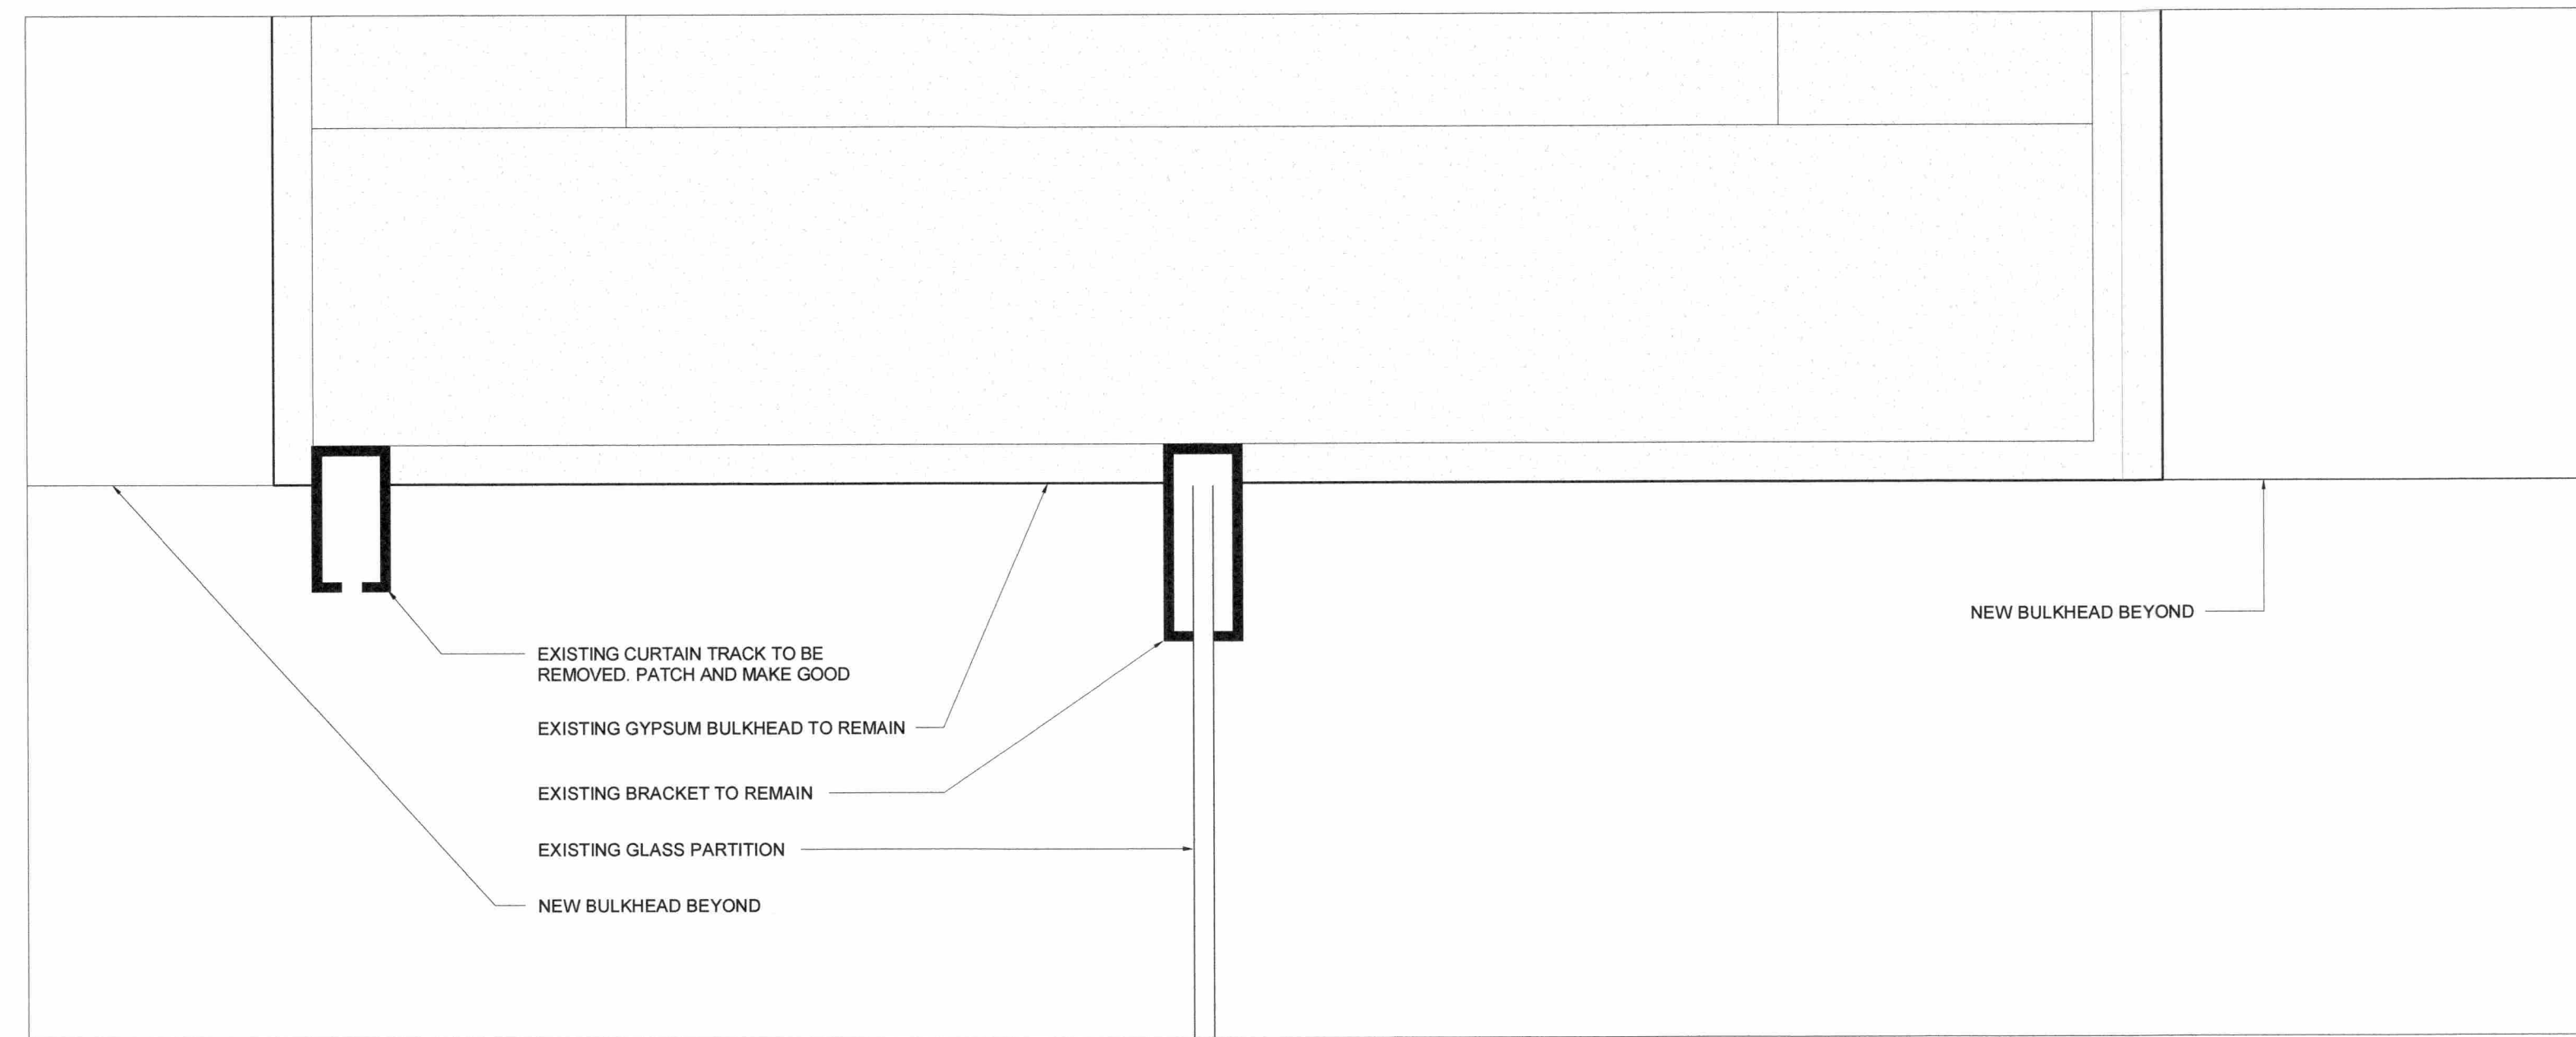 EXISTING CURTAIN TRACK TO BE
REMOVED. PATCH AND MAKE GOOD
EXISTING GYPSUM BULKHEAD TO REMAIN
EXISTING BRACKET TO REMAIN
EXISTING GLASS PARTITION
NEW BULKHEAD BEYOND
NEW BULKHEAD BEYOND